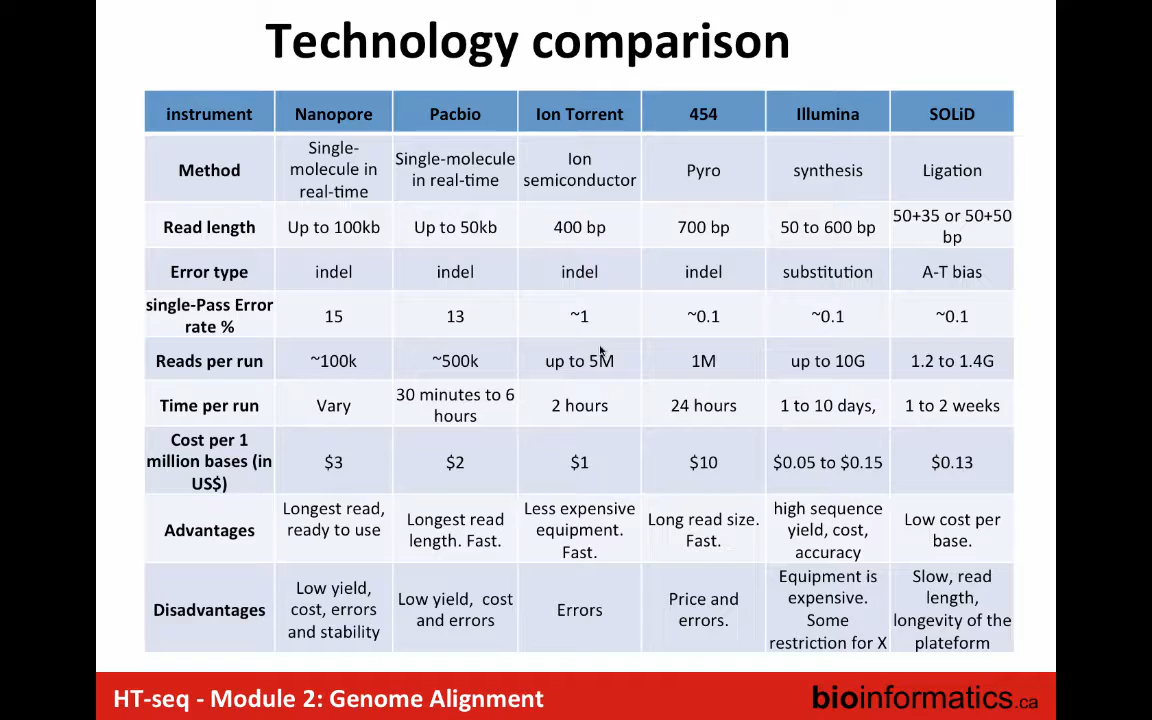 Technology comparison
instrument Nanopore Pacbio Ion Torrent 454 Illumina SOLiD
Method
Single-
molecule in
real-time
Single-molecule
in real-time
Ion
semiconductor
Pyro
synthesis
Ligation
Read length
Up to 100kb
Up to 50kb
400 bp
700 bp
50 to 600 bp
50+35 or 50+50
bp
Error type
indel
indel
indel
indel
substitution
A-T bias
single-Pass Error
rate %
15
13
~1
~0.1
~0.1
~0.1
Reads per run
~100k
~500k
up to 5M
1M
up to 10G
1.2 to 1.4G
Time per run
Vary
30 minutes to 6
hours
2 hours
24 hours
1 to 10 days,
1 to 2 weeks
Cost per 1
million bases (in
US$)
$3
$2
$1
$10
$0.05 to $0.15
$0.13
Advantages
Longest read,
ready to use
Longest read
length. Fast.
Less expensive
equipment.
Fast.
Long read size.
Fast.
high sequence
yield, cost,
accuracy
Low cost per
base.
Disadvantages
Low yield,
cost, errors
and stability
Low yield, cost
and errors
Errors
Price and
errors.
Equipment is
expensive.
Some
restriction for X
Slow, read
length,
longevity of the
plateform
HT-seq - Module 2: Genome Alignment
bioinformatics.ca